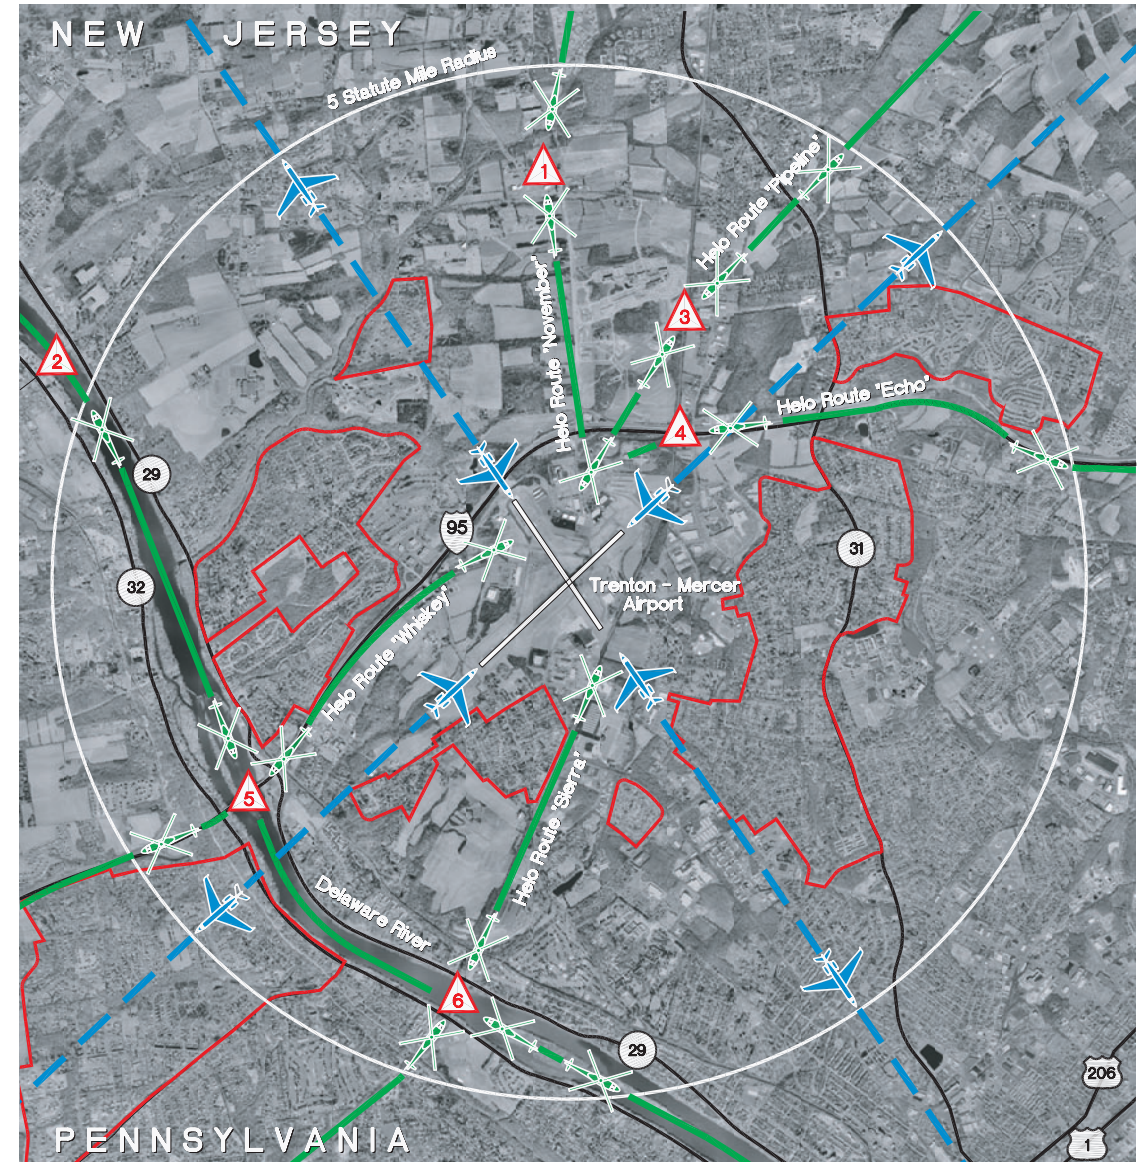 NEW JERSEY
5 Statute Mile Radius
1
Helo Route "Pipeline"
Helo Route "November"
3
2
Helo Route "Echo"
4
29
95
31
32
Trenton - Mercer
Airport
Helo Route "Whiskey"
5
Helo Route "Sierra"
Delaware River
6
29
206
PENNSYLVANIA
1